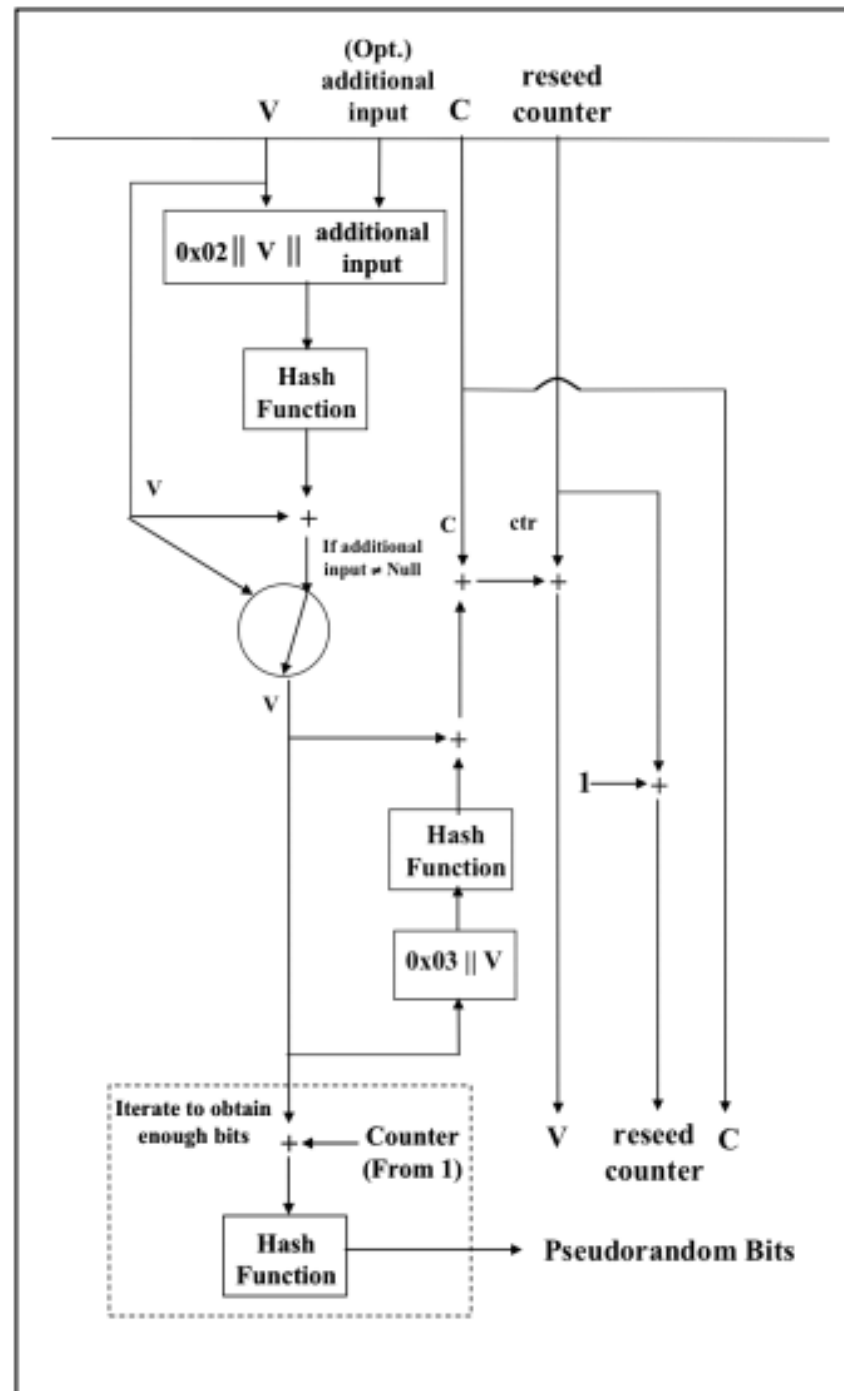 (Opt.)
additional
input
V
C
reseed
counter
0x02 || V || additional
input
Hash
Function
V
+
If additional
input ≠ Null
C
ctr
+
+
V
+
1
+
Hash
Function
0x03 || V
Iterate to obtain
enough bits
+
Counter
(From 1)
V
reseed
counter
C
Hash
Function
Pseudorandom Bits